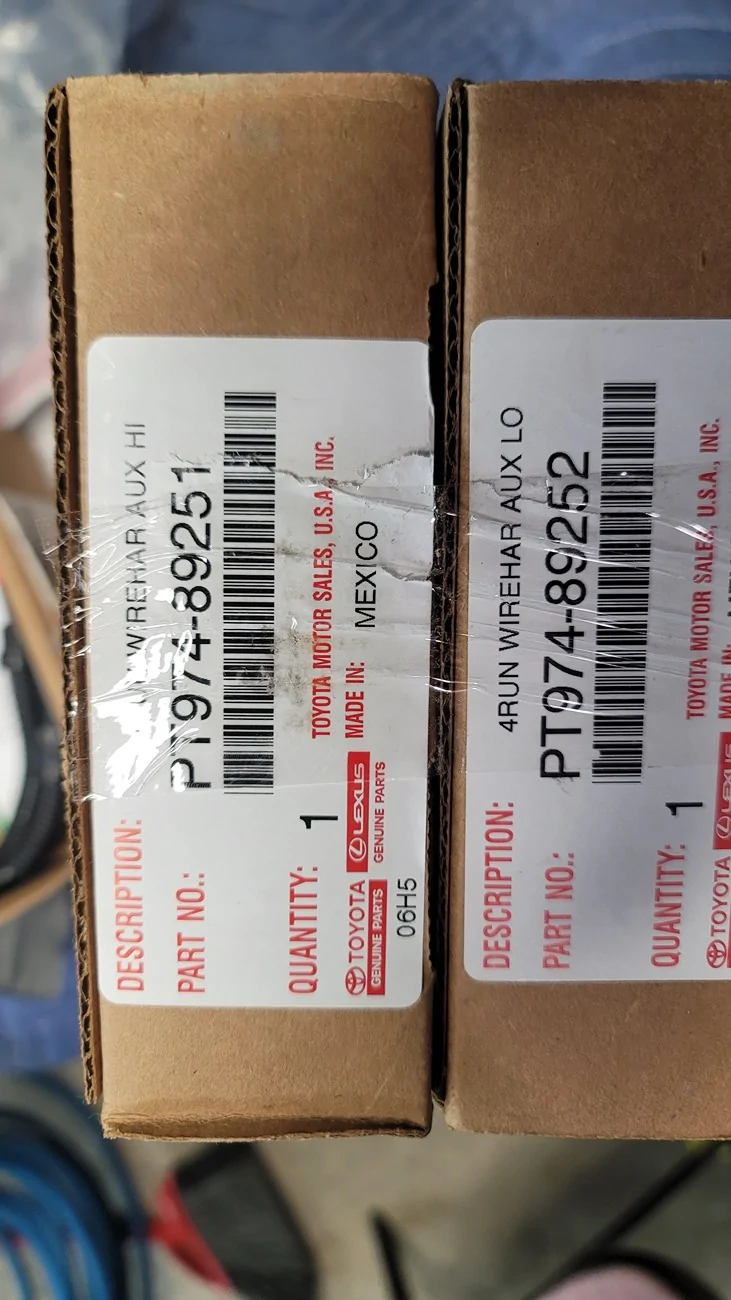 DESCRIPTION: WIREHAR AUX HI
PART NO.: PT974-89251
QUANTITY: 1
TOYOTA MOTOR SALES, U.S.A., INC.
TOYOTA
GENUINE PARTS
LEXUS
GENUINE PARTS
MADE IN: MEXICO
06H5
DESCRIPTION: 4RUN WIREHAR AUX LO
PART NO.: PT974-89252
QUANTITY: 1
TOYOTA MOTOR SALES, U.S.A., INC.
TOYOTA
LEXUS
MADE IN: